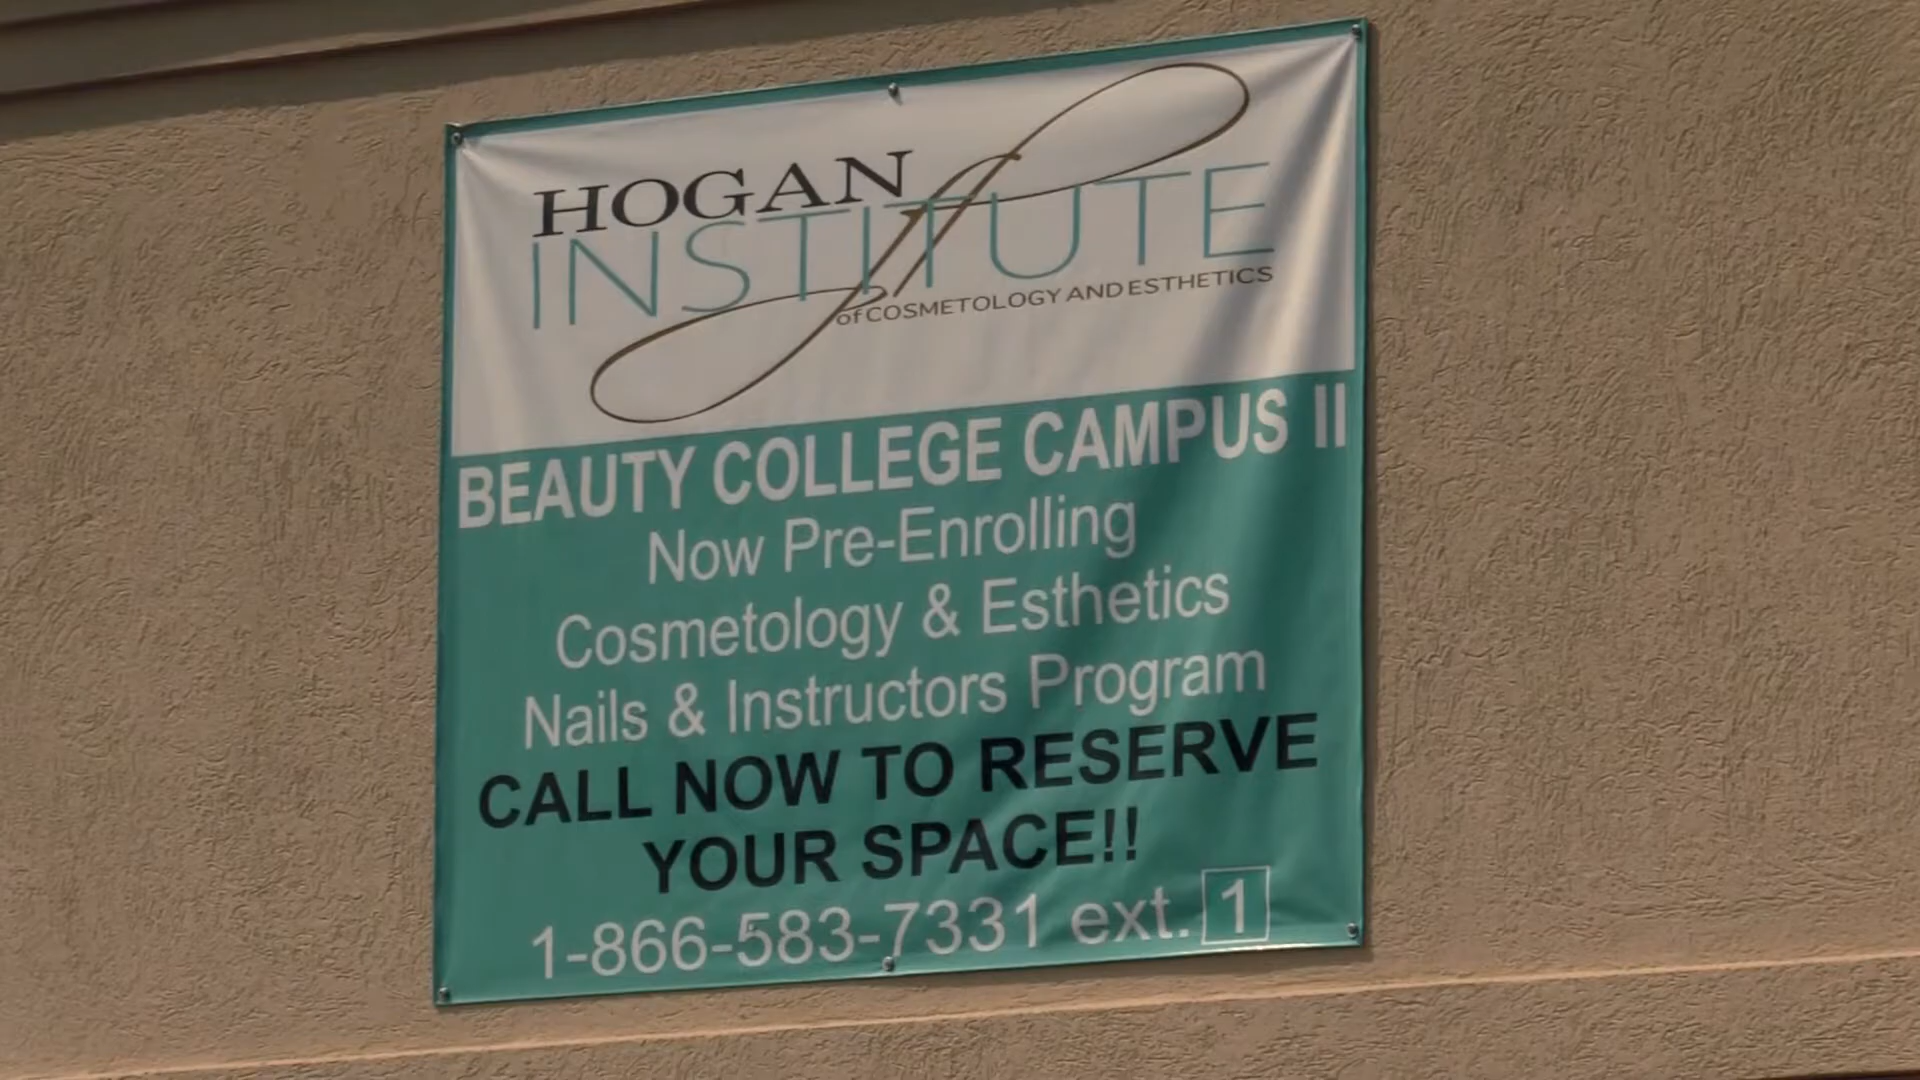 HOGAN
INSTITUTE
of COSMETOLOGY AND ESTHETICS
BEAUTY COLLEGE CAMPUS II
Now Pre-Enrolling
Cosmetology & Esthetics
Nails & Instructors Program
CALL NOW TO RESERVE
YOUR SPACE!!
1-866-583-7331 ext. 1